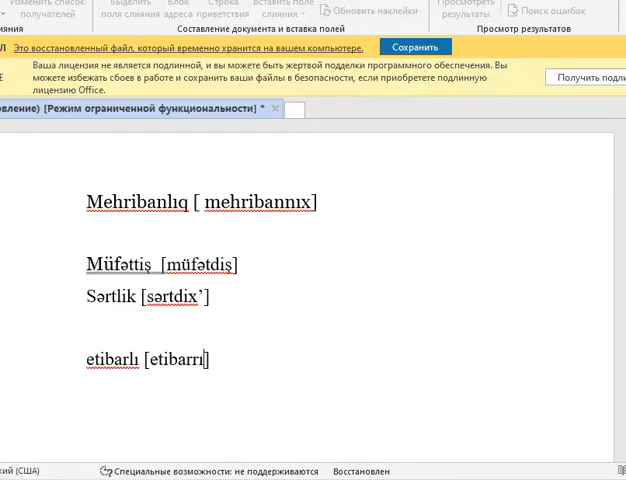 Изменить список получателей
Выделить поля слияния
Блок адреса
Строка приветствия
Вставить поле слияния
Обновить наклейки
Просмотреть результаты
Поиск ошибок
Составление документа и вставка полей
Просмотр результатов
Это восстановленный файл, который временно хранится на вашем компьютере.
Сохранить
Ваша лицензия не является подлинной, и вы можете быть жертвой подделки программного обеспечения. Вы
можете избежать сбоев в работе и сохранить ваши файлы в безопасности, если приобретете подлинную
лицензию Office.
Получить
[Режим ограниченной функциональности] *
Mehribanlıq [ mehribannıx]
Müfəttiş [müfətdiş]
Sərtlik [sərtdix’]
etibarlı [etibarrı]
(США)
Специальные возможности: не поддерживаются
Восстановлен